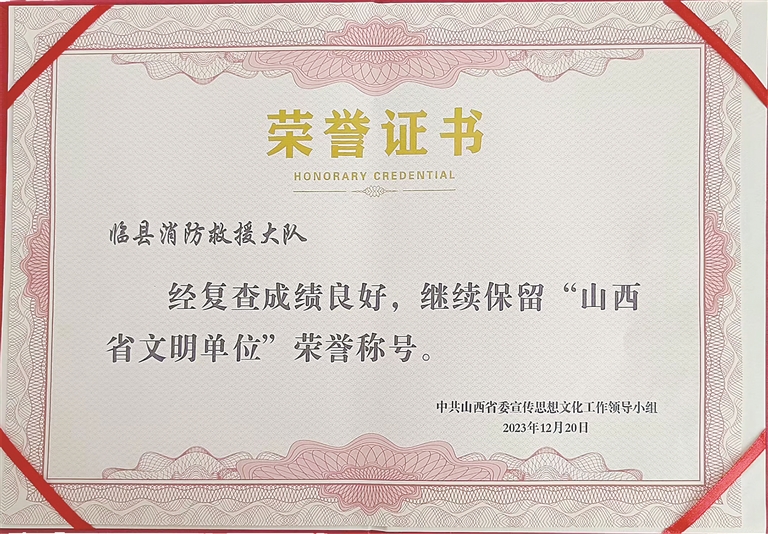 荣誉证书
HONORARY CREDENTIAL
临县消防救援大队
经复查成绩良好，继续保留“山西
省文明单位”荣誉称号。
中共山西省委宣传思想文化工作领导小组
2023年12月20日